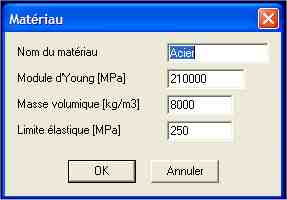 Matériau
Nom du matériau Acier
Module d'Young [MPa] 210000
Masse volumique [kg/m3] 8000
Limite élastique [MPa] 250
OK Annuler